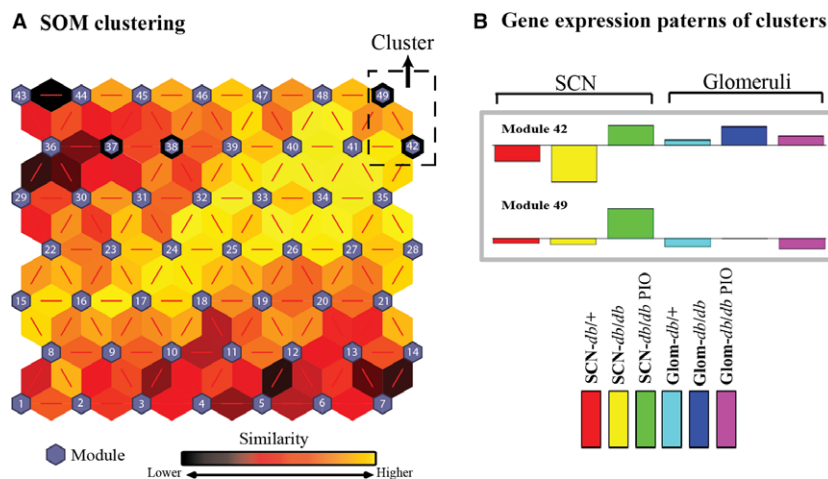 A SOM clustering
Cluster
43 44 45 46 47 48 49
36 37 38 39 40 41 42
29 30 31 32 33 34 35
22 23 24 25 26 27 28
15 16 17 18 19 20 21
8 9 10 11 12 13 14
1 2 3 4 5 6 7
Module
Similarity
Lower Higher
B Gene expression paterns of clusters
SCN Glomeruli
Module 42
Module 49
SCN-db/+
SCN-db/db
SCN-db/db PIO
Glom-db/+
Glom-db/db
Glom-db/db PIO